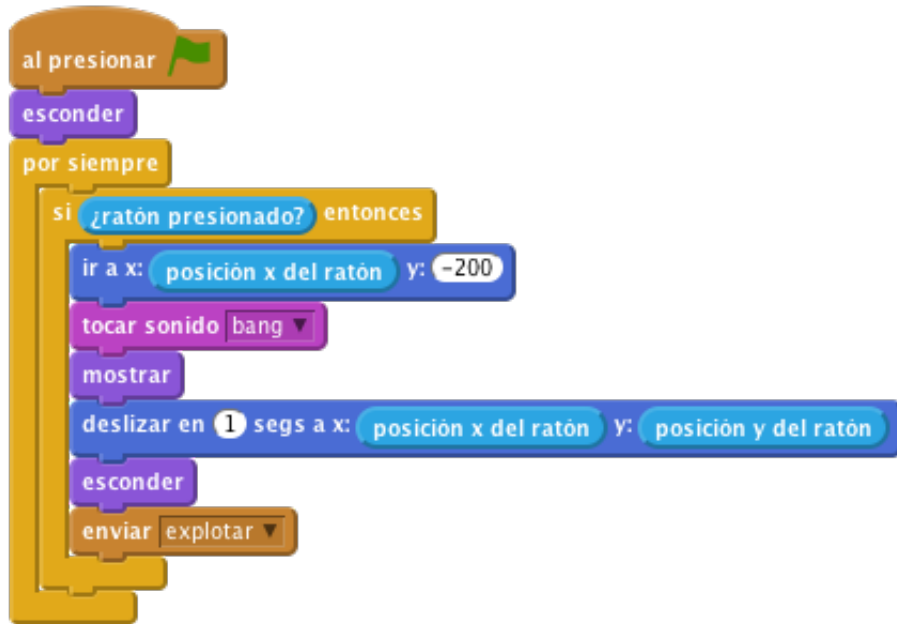 al presionar
esconder
por siempre
si ¿ratón presionado? entonces
ir a x: posición x del ratón y: -200
tocar sonido bang
mostrar
deslizar en 1 segs a x: posición x del ratón y: posición y del ratón
esconder
enviar explotar